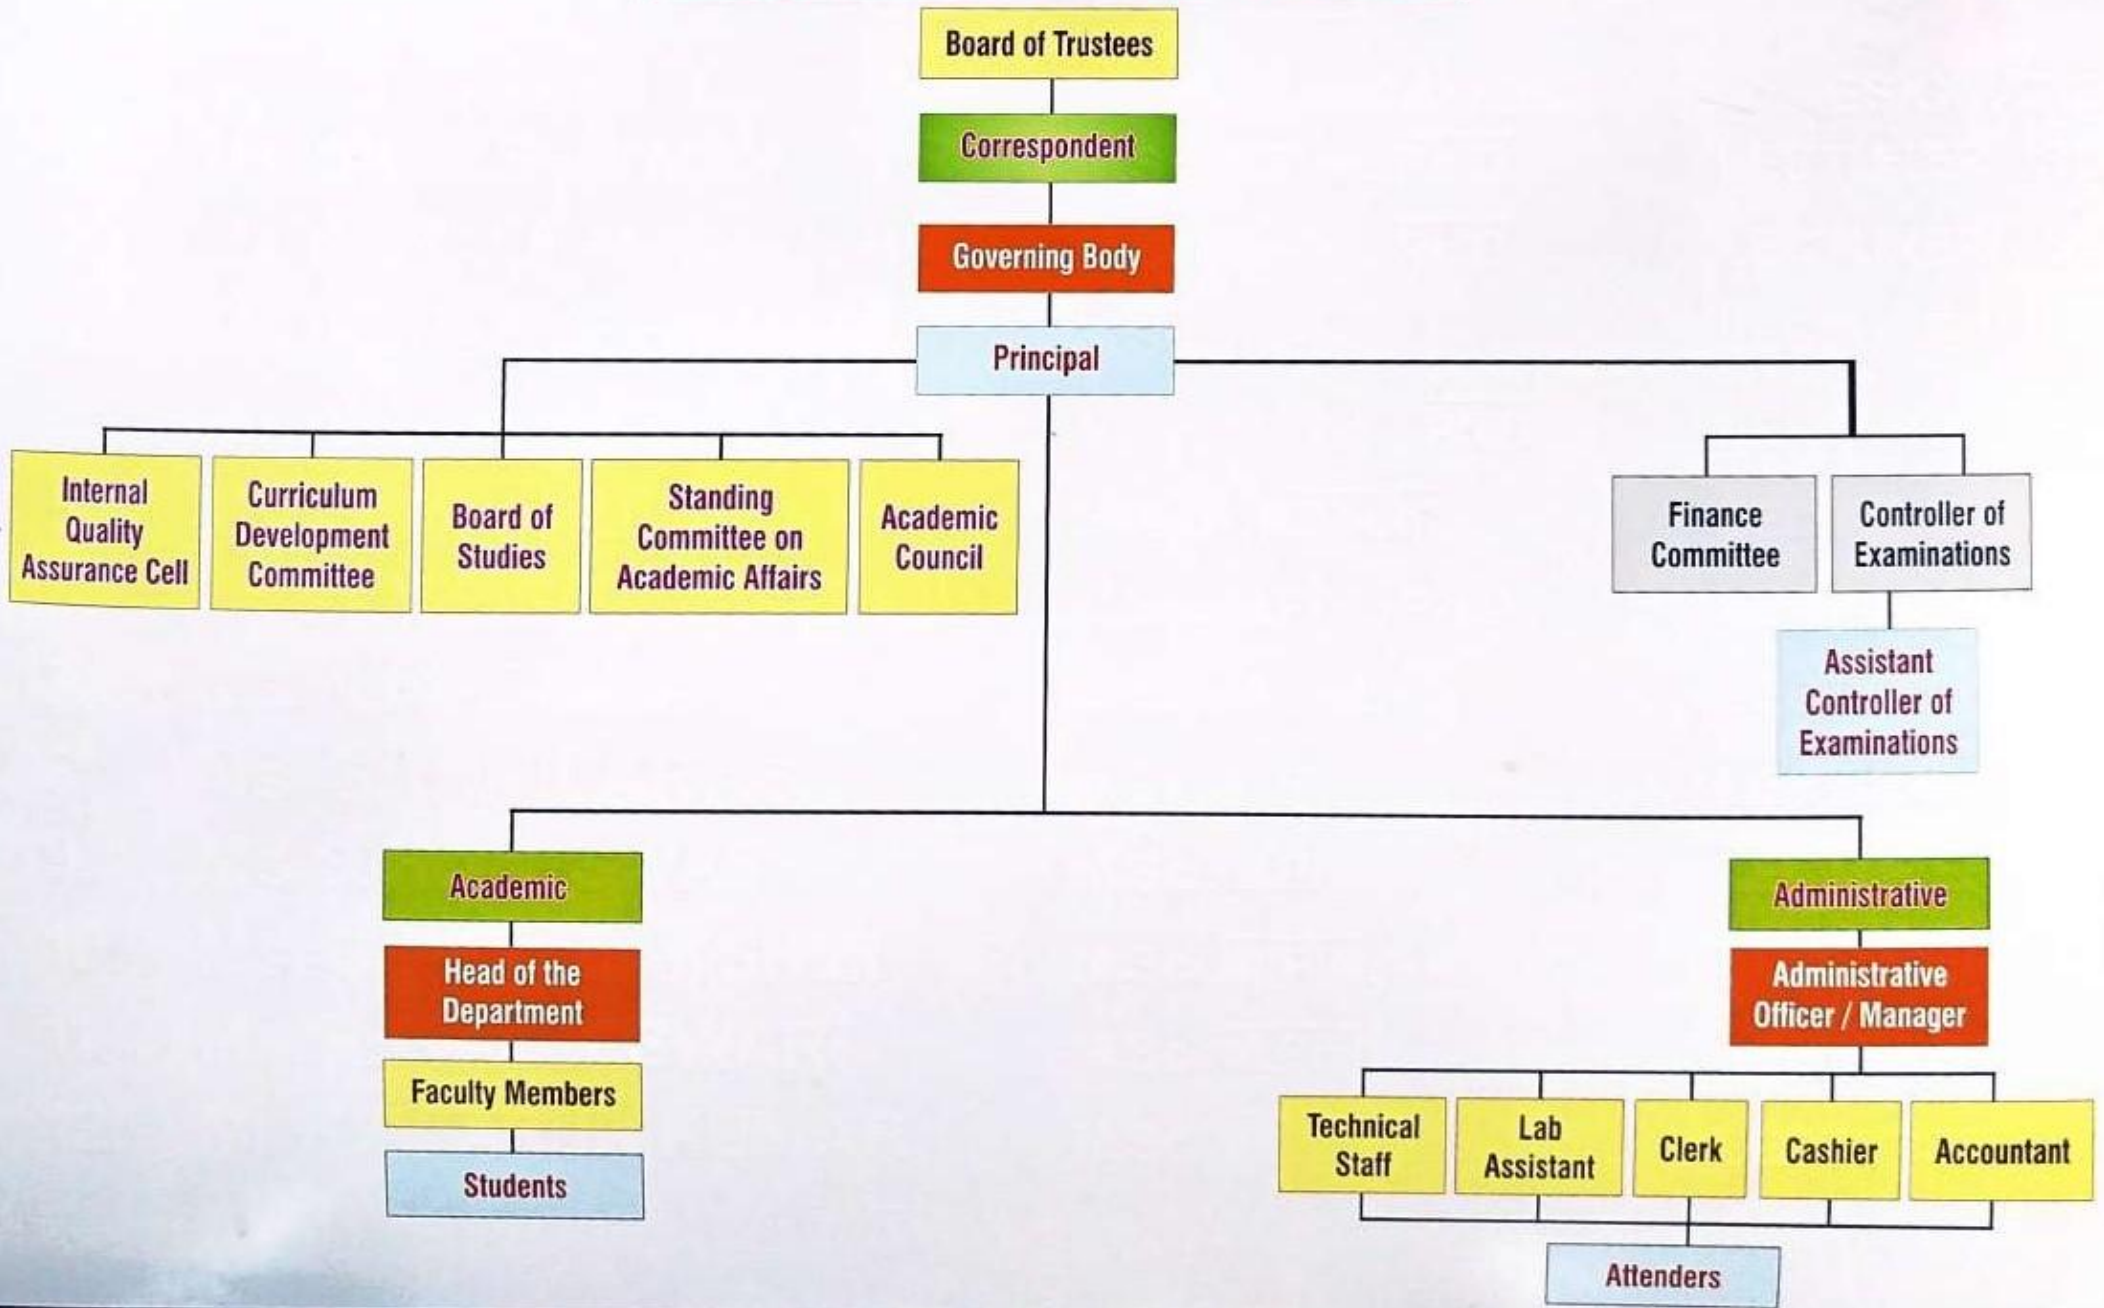 Board of Trustees
Correspondent
Governing Body
Principal
Internal
Quality
Assurance Cell
Curriculum
Development
Committee
Board of
Studies
Standing
Committee on
Academic Affairs
Academic
Council
Finance
Committee
Controller of
Examinations
Assistant
Controller of
Examinations
Academic
Head of the
Department
Faculty Members
Students
Administrative
Administrative
Officer / Manager
Technical
Staff
Lab
Assistant
Clerk
Cashier
Accountant
Attenders